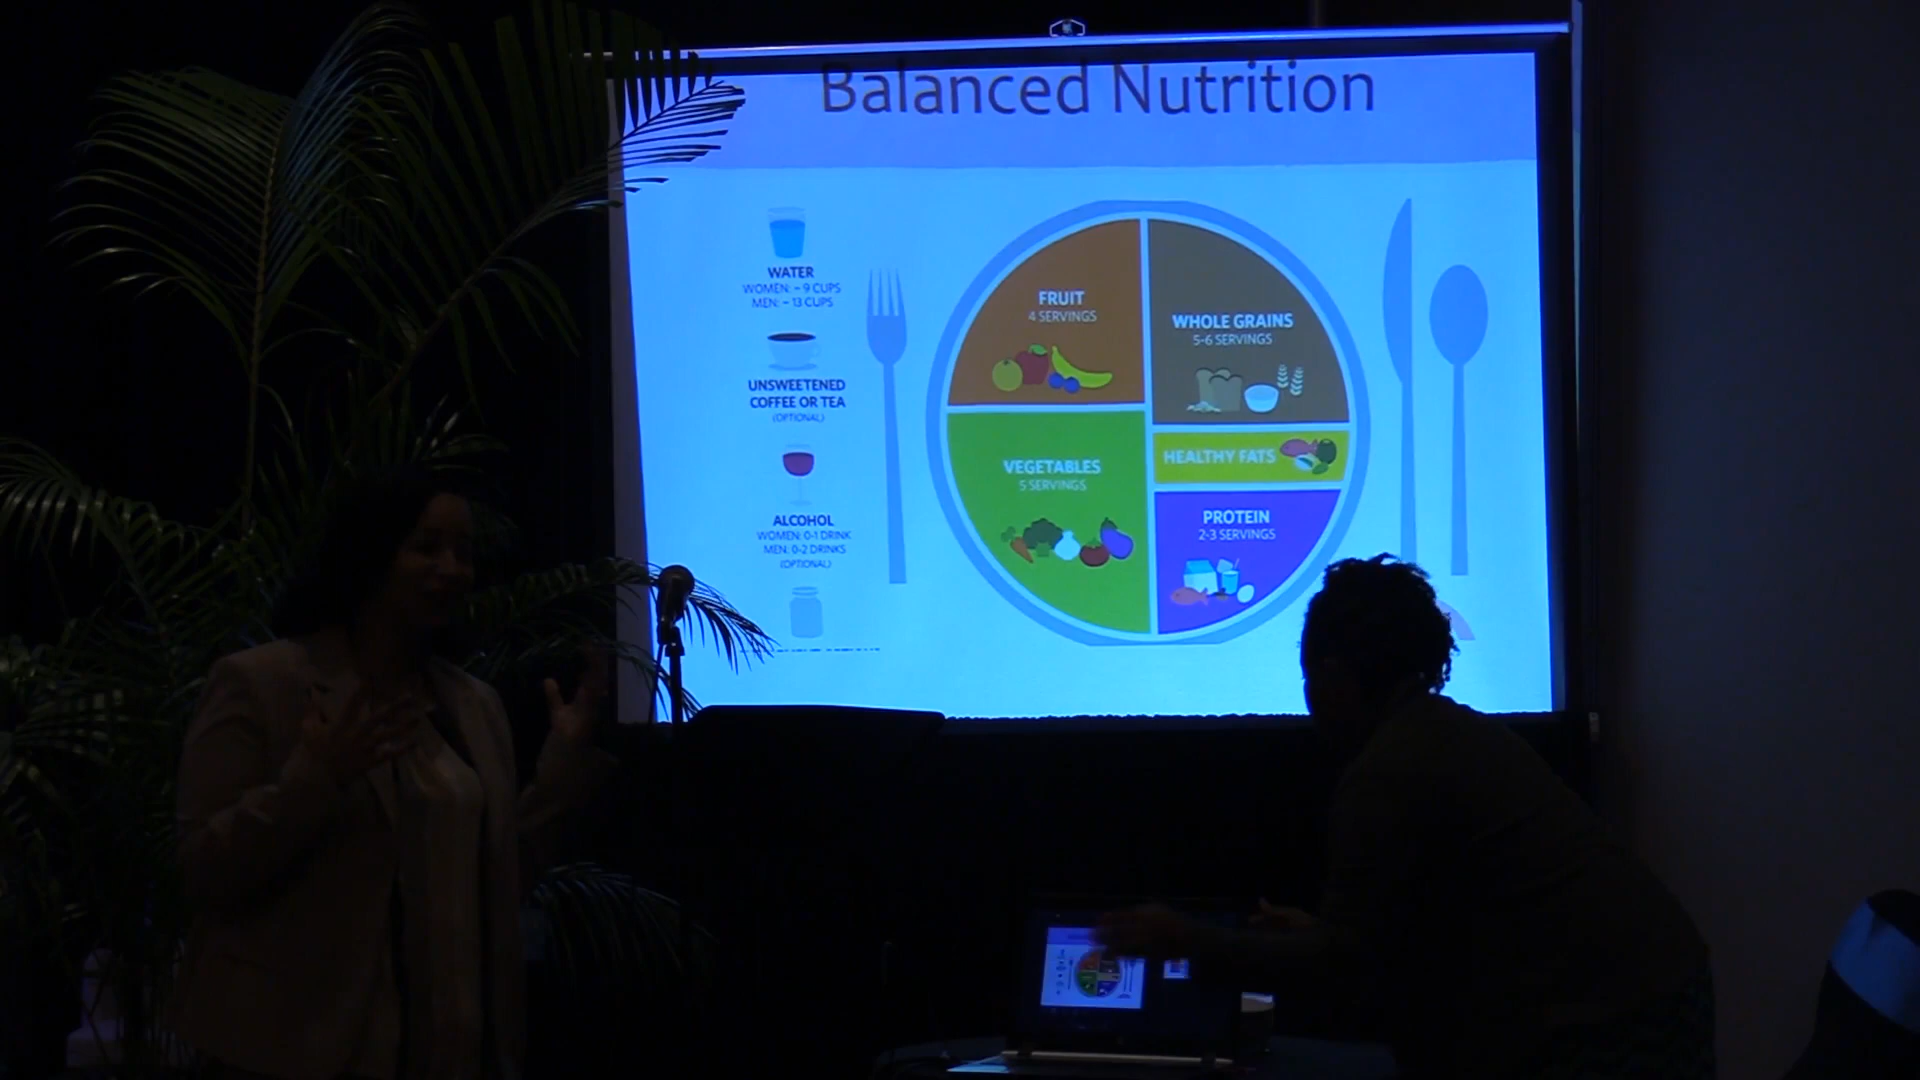 Balanced Nutrition
WATER
WOMEN: ~ 9 CUPS
MEN: ~ 13 CUPS
UNSWEETENED
COFFEE OR TEA
(OPTIONAL)
ALCOHOL
WOMEN: 0-1 DRINK
MEN: 0-2 DRINKS
(OPTIONAL)
FRUIT
4 SERVINGS
WHOLE GRAINS
5-6 SERVINGS
VEGETABLES
5 SERVINGS
HEALTHY FATS
PROTEIN
2-3 SERVINGS